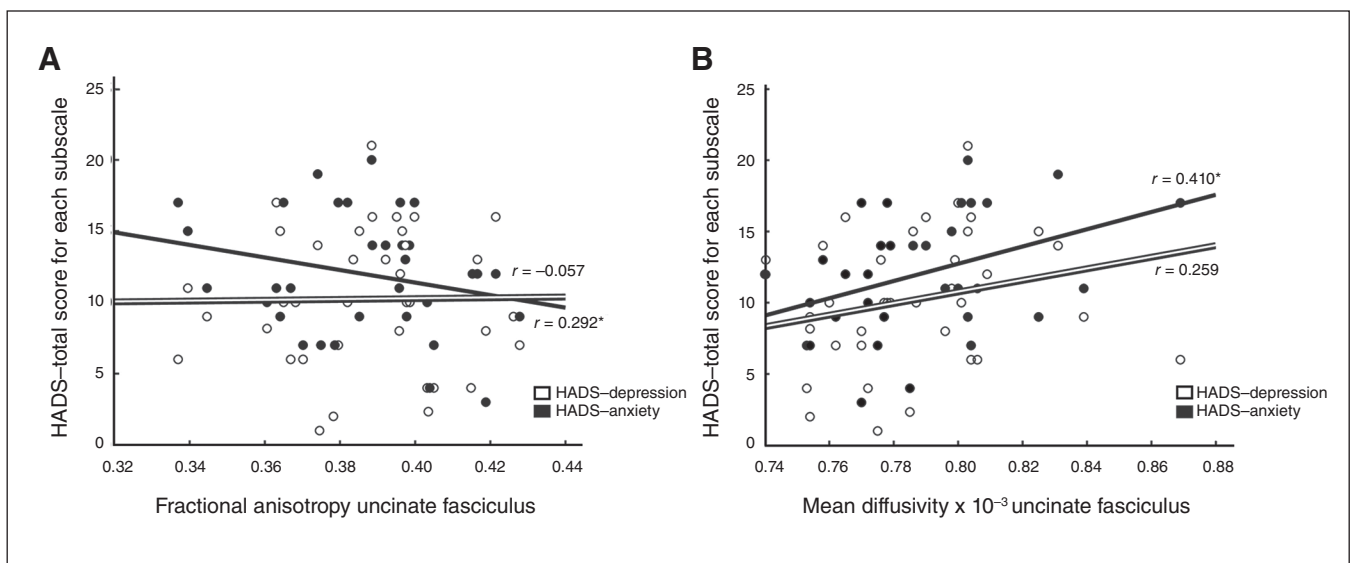 A
HADS–total score for each subscale
25
20
15
10
5
0
r = –0.057
r = 0.292*
HADS–depression
HADS–anxiety
0.32 0.34 0.36 0.38 0.40 0.42 0.44
Fractional anisotropy uncinate fasciculus
B
HADS–total score for each subscale
25
20
15
10
5
0
r = 0.410*
r = 0.259
HADS–depression
HADS–anxiety
0.74 0.76 0.78 0.80 0.82 0.84 0.86 0.88
Mean diffusivity x 10⁻³ uncinate fasciculus